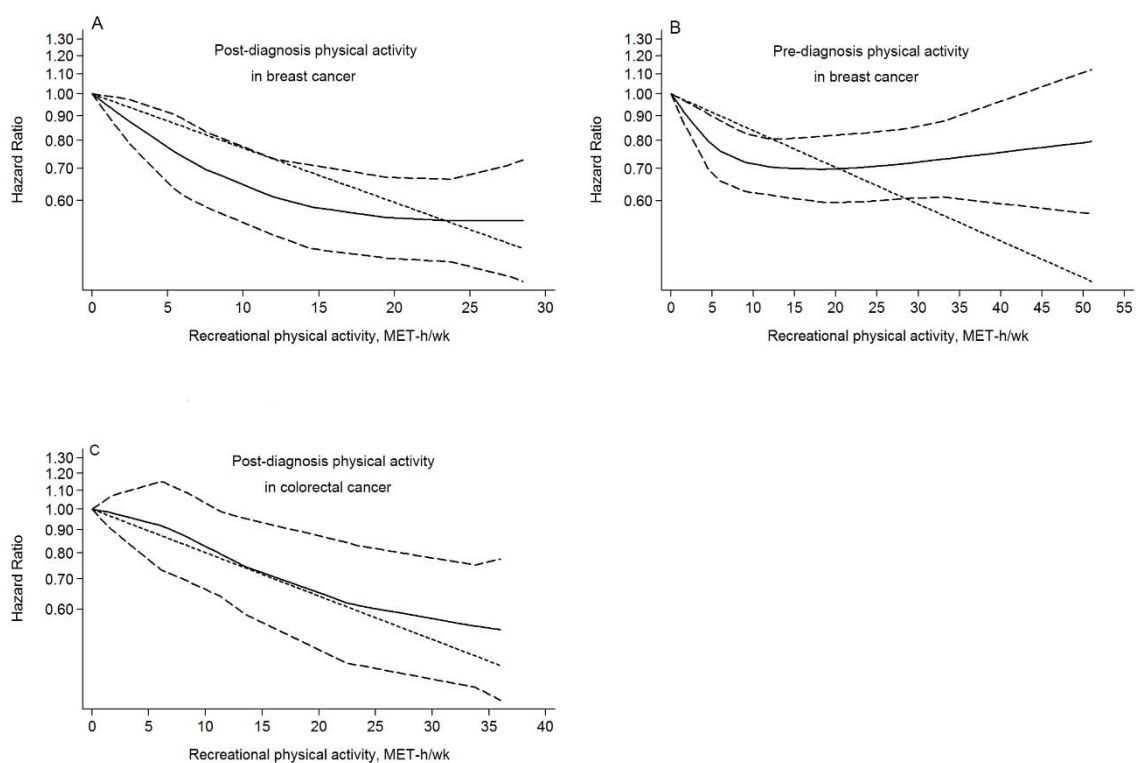 A
Post-diagnosis physical activity
in breast cancer
Hazard Ratio
1.30
1.20
1.10
1.00
0.90
0.80
0.70
0.60
0 5 10 15 20 25 30
Recreational physical activity, MET-h/wk
B
Pre-diagnosis physical activity
in breast cancer
Hazard Ratio
1.30
1.20
1.10
1.00
0.90
0.80
0.70
0.60
0 5 10 15 20 25 30 35 40 45 50 55
Recreational physical activity, MET-h/wk
C
Post-diagnosis physical activity
in colorectal cancer
Hazard Ratio
1.30
1.20
1.10
1.00
0.90
0.80
0.70
0.60
0 5 10 15 20 25 30 35 40
Recreational physical activity, MET-h/wk